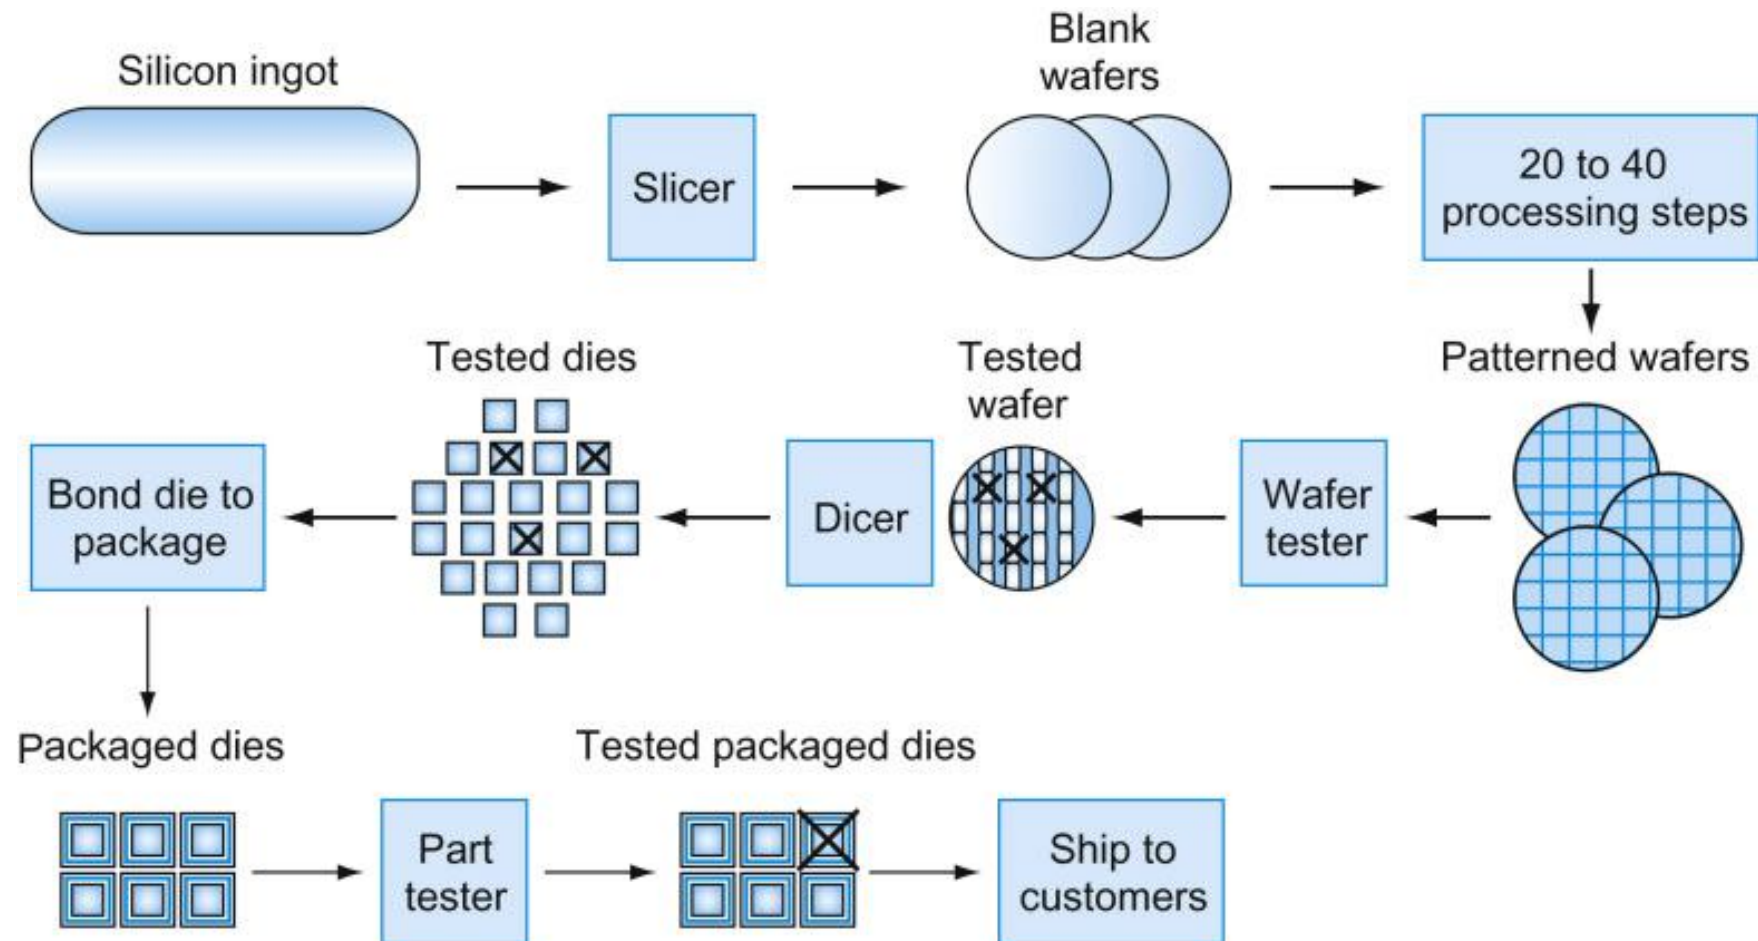 Silicon ingot
Slicer
Blank
wafers
20 to 40
processing steps
Patterned wafers
Wafer
tester
Tested
wafer
Dicer
Tested dies
Bond die to
package
Packaged dies
Part
tester
Tested packaged dies
Ship to
customers